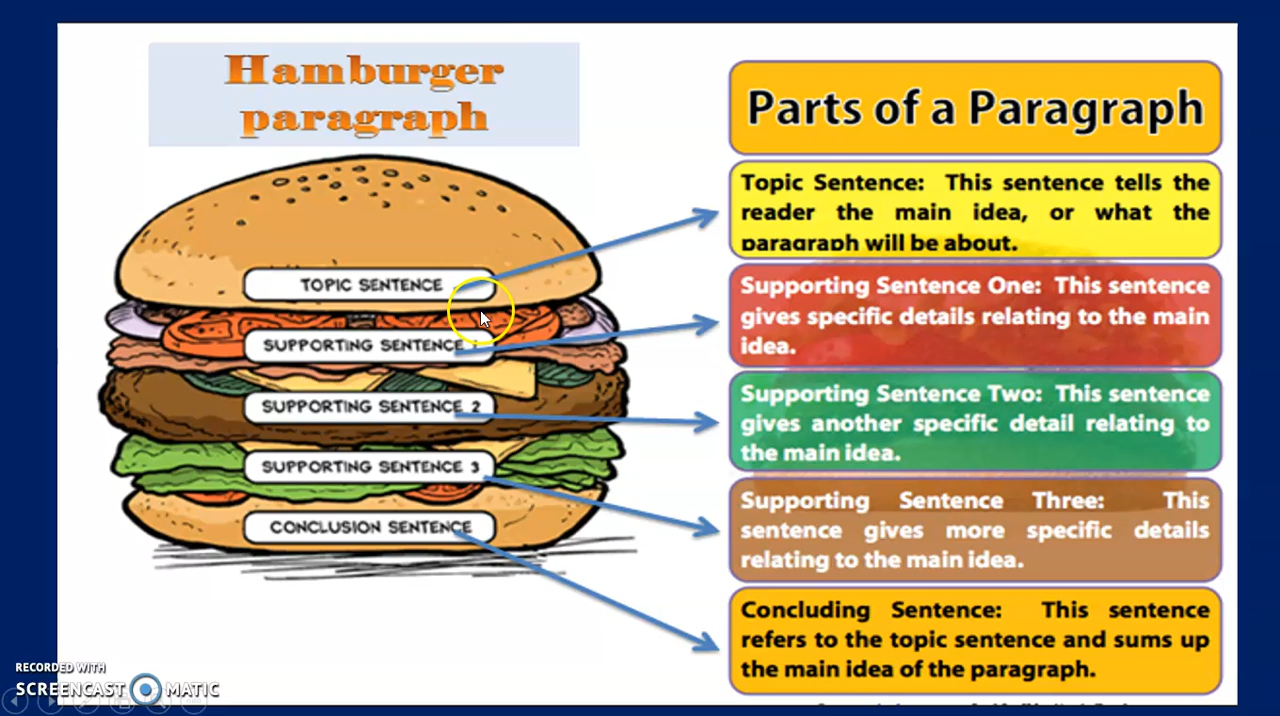 Hamburger
paragraph
TOPIC SENTENCE
SUPPORTING SENTENCE 1
SUPPORTING SENTENCE 2
SUPPORTING SENTENCE 3
CONCLUSION SENTENCE
Parts of a Paragraph
Topic Sentence: This sentence tells the
reader the main idea, or what the
paragraph will be about.
Supporting Sentence One: This sentence
gives specific details relating to the main
idea.
Supporting Sentence Two: This sentence
gives another specific detail relating to
the main idea.
Supporting Sentence Three: This
sentence gives more specific details
relating to the main idea.
Concluding Sentence: This sentence
refers to the topic sentence and sums up
the main idea of the paragraph.
RECORDED WITH
SCREENCAST MATIC